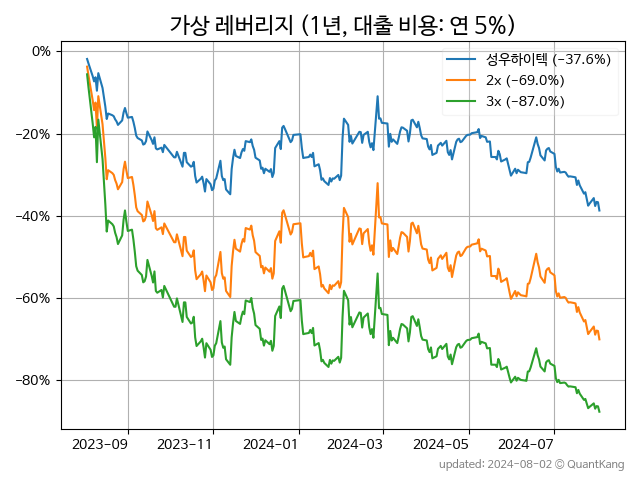 가상 레버리지 (1년, 대출 비용: 연 5%)
성우하이텍 (−37.6%)
2x (−69.0%)
3x (−87.0%)
0%
−20%
−40%
−60%
−80%
2023-09 2023-11 2024-01 2024-03 2024-05 2024-07
updated: 2024-08-02 © QuantKang